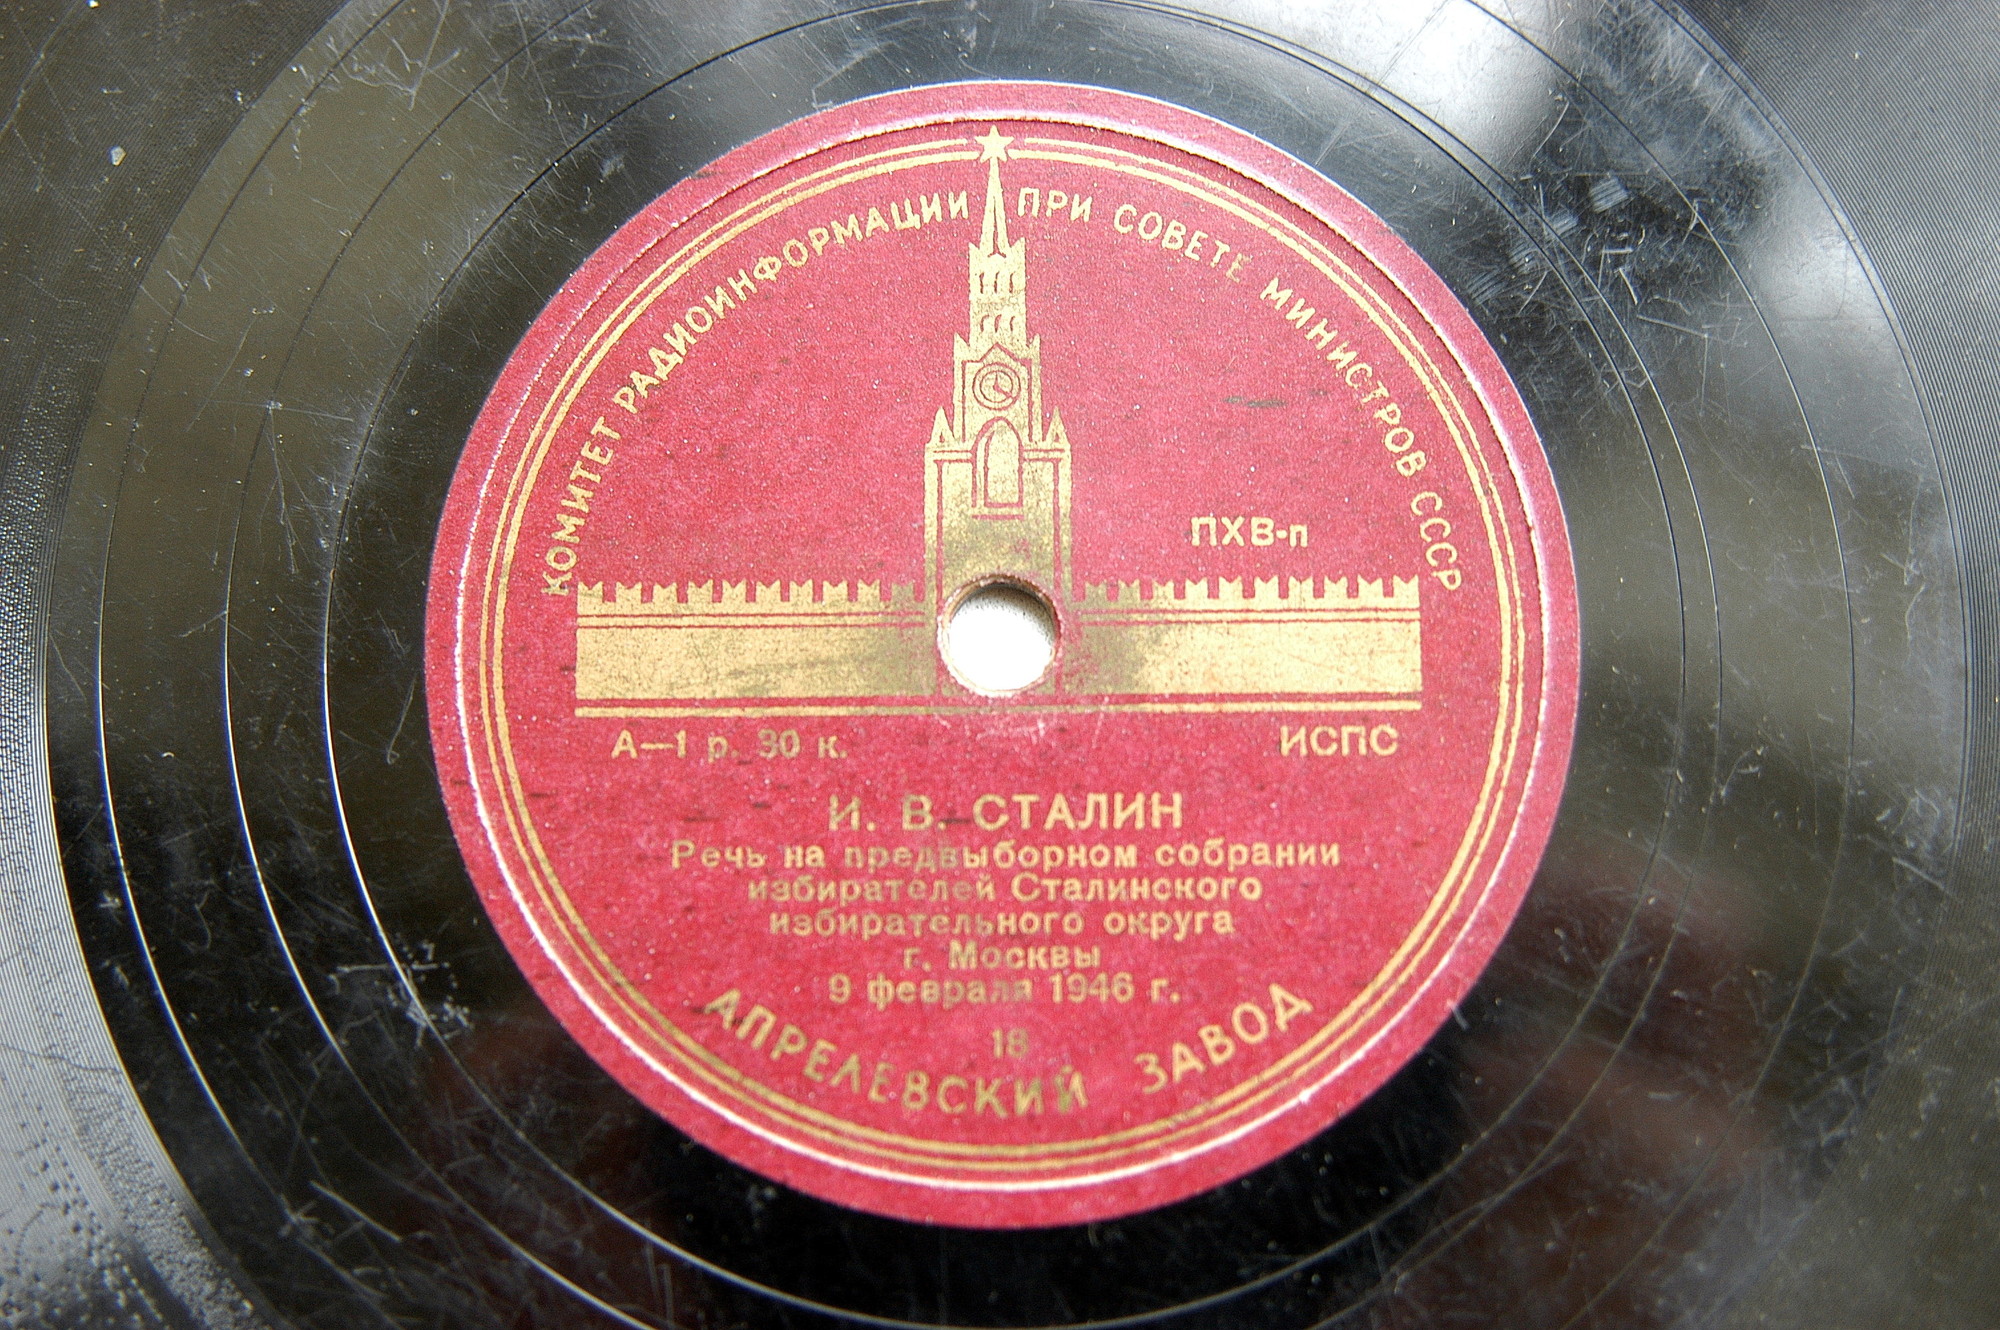 КОМИТЕТ РАДИОИНФОРМАЦИИ ПРИ СОВЕТЕ МИНИСТРОВ СССР
ПХВ-п
А—1 р. 30 к.
ИСПС
И. В. СТАЛИН
Речь на предвыборном собрании
избирателей Сталинского
избирательного округа
г. Москвы
9 февраля 1946 г.
18
АПРЕЛЕВСКИЙ ЗАВОД